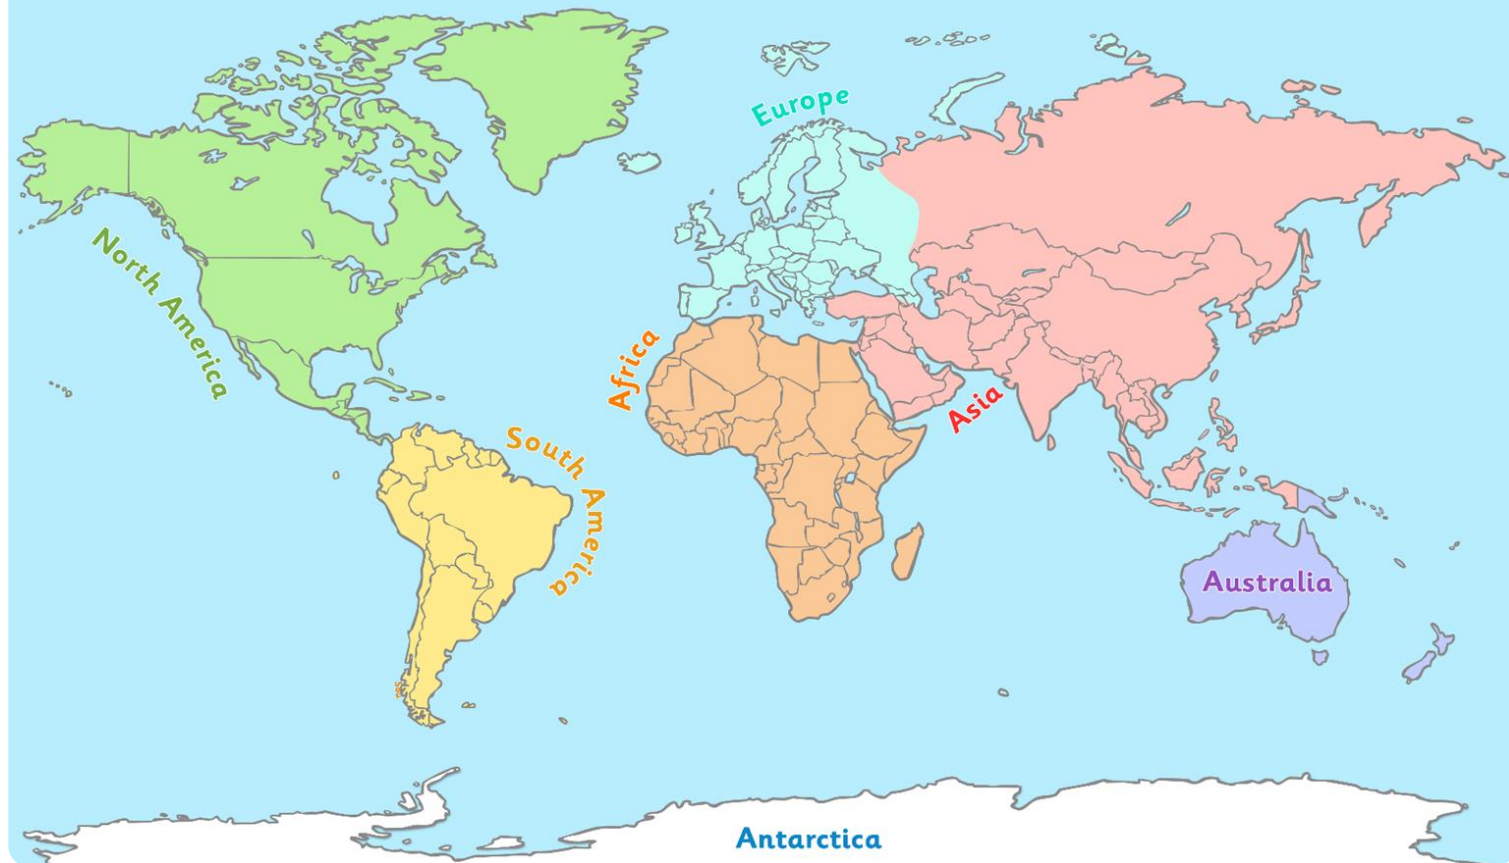 Europe
North America
Africa
Asia
South America
Australia
Antarctica